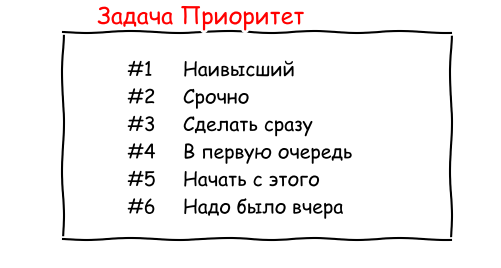 Задача Приоритет
#1 Наивысший
#2 Срочно
#3 Сделать сразу
#4 В первую очередь
#5 Начать с этого
#6 Надо было вчера